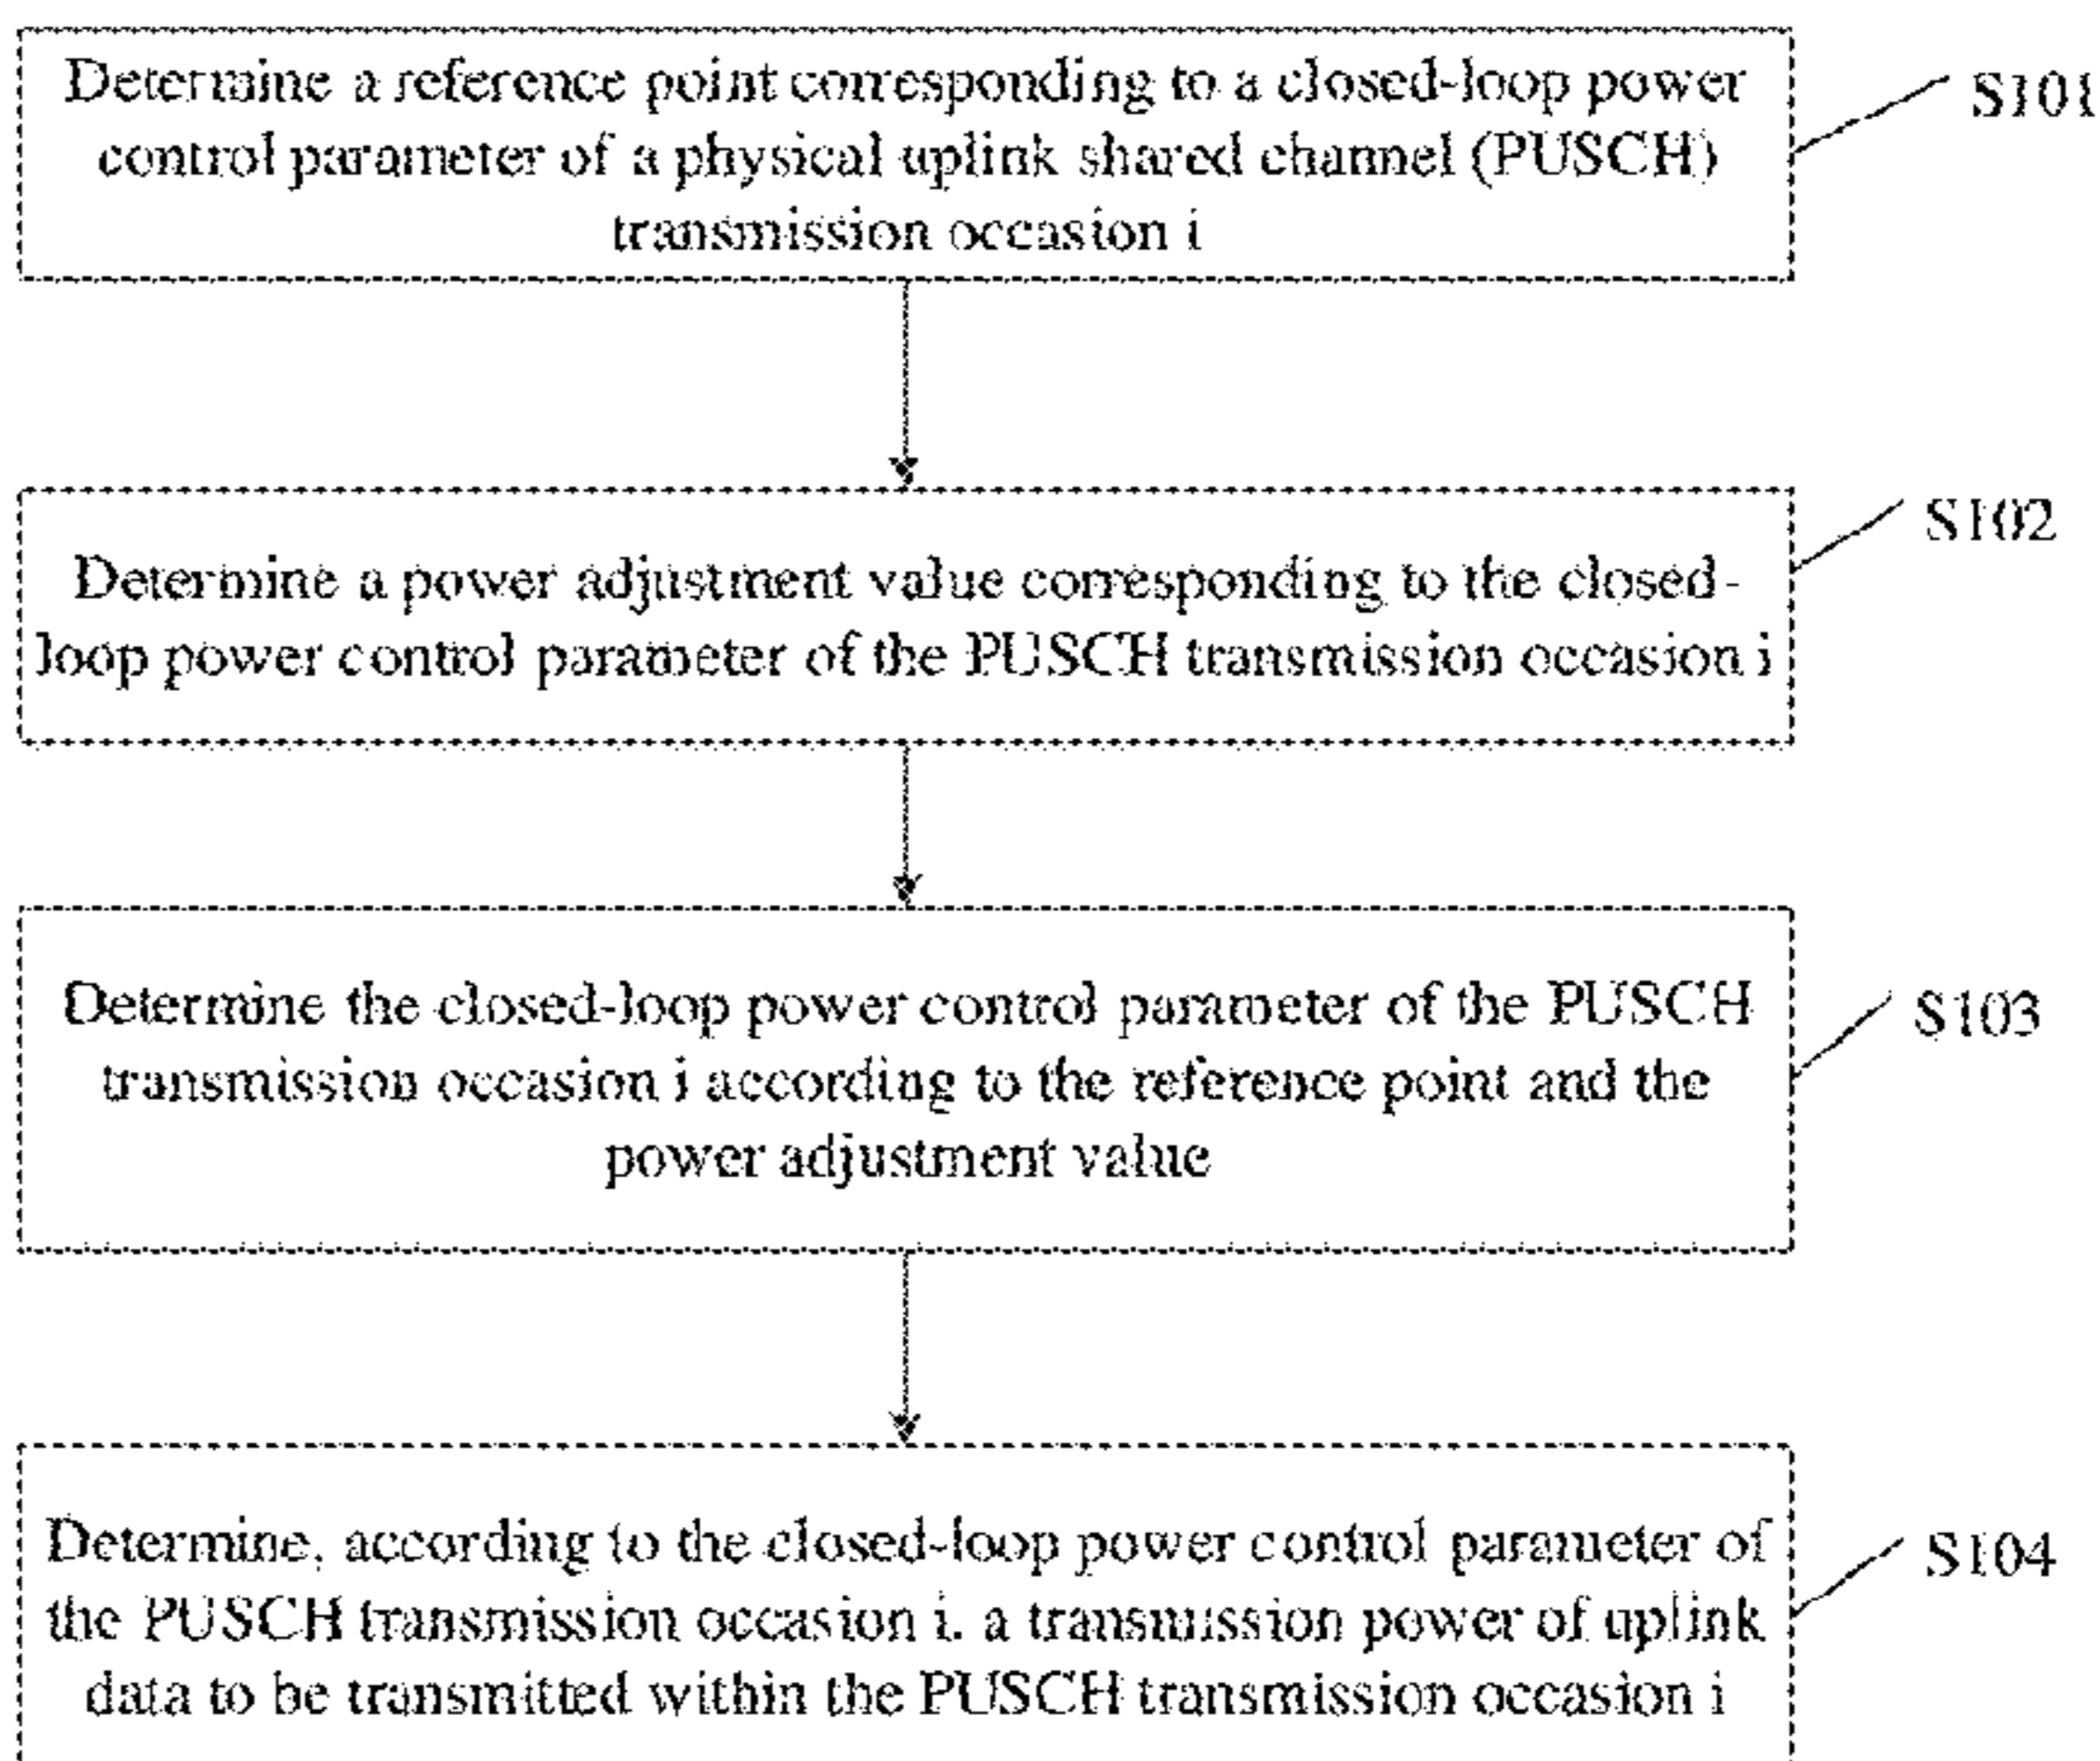 Determine a reference point corresponding to a closed-loop power
control parameter of a physical uplink shared channel (PUSCH)
transmission occasion i
S101
Determine a power adjustment value corresponding to the closed-
loop power control parameter of the PUSCH transmission occasion i
S102
Determine the closed-loop power control parameter of the PUSCH
transmission occasion i according to the reference point and the
power adjustment value
S103
Determine, according to the closed-loop power control parameter of
the PUSCH transmission occasion i. a transmission power of uplink
data to be transmitted within the PUSCH transmission occasion i
S104